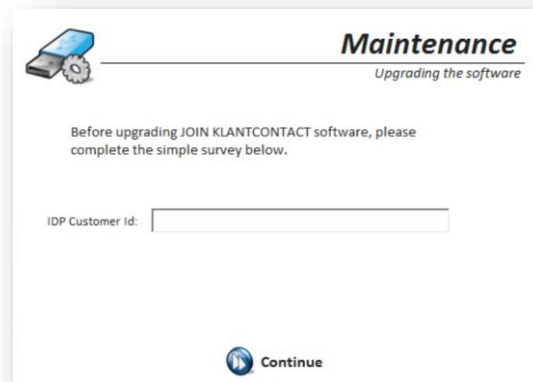 Maintenance
Upgrading the software
Before upgrading JOIN KLANTCONTACT software, please
complete the simple survey below.
IDP Customer Id:
Continue